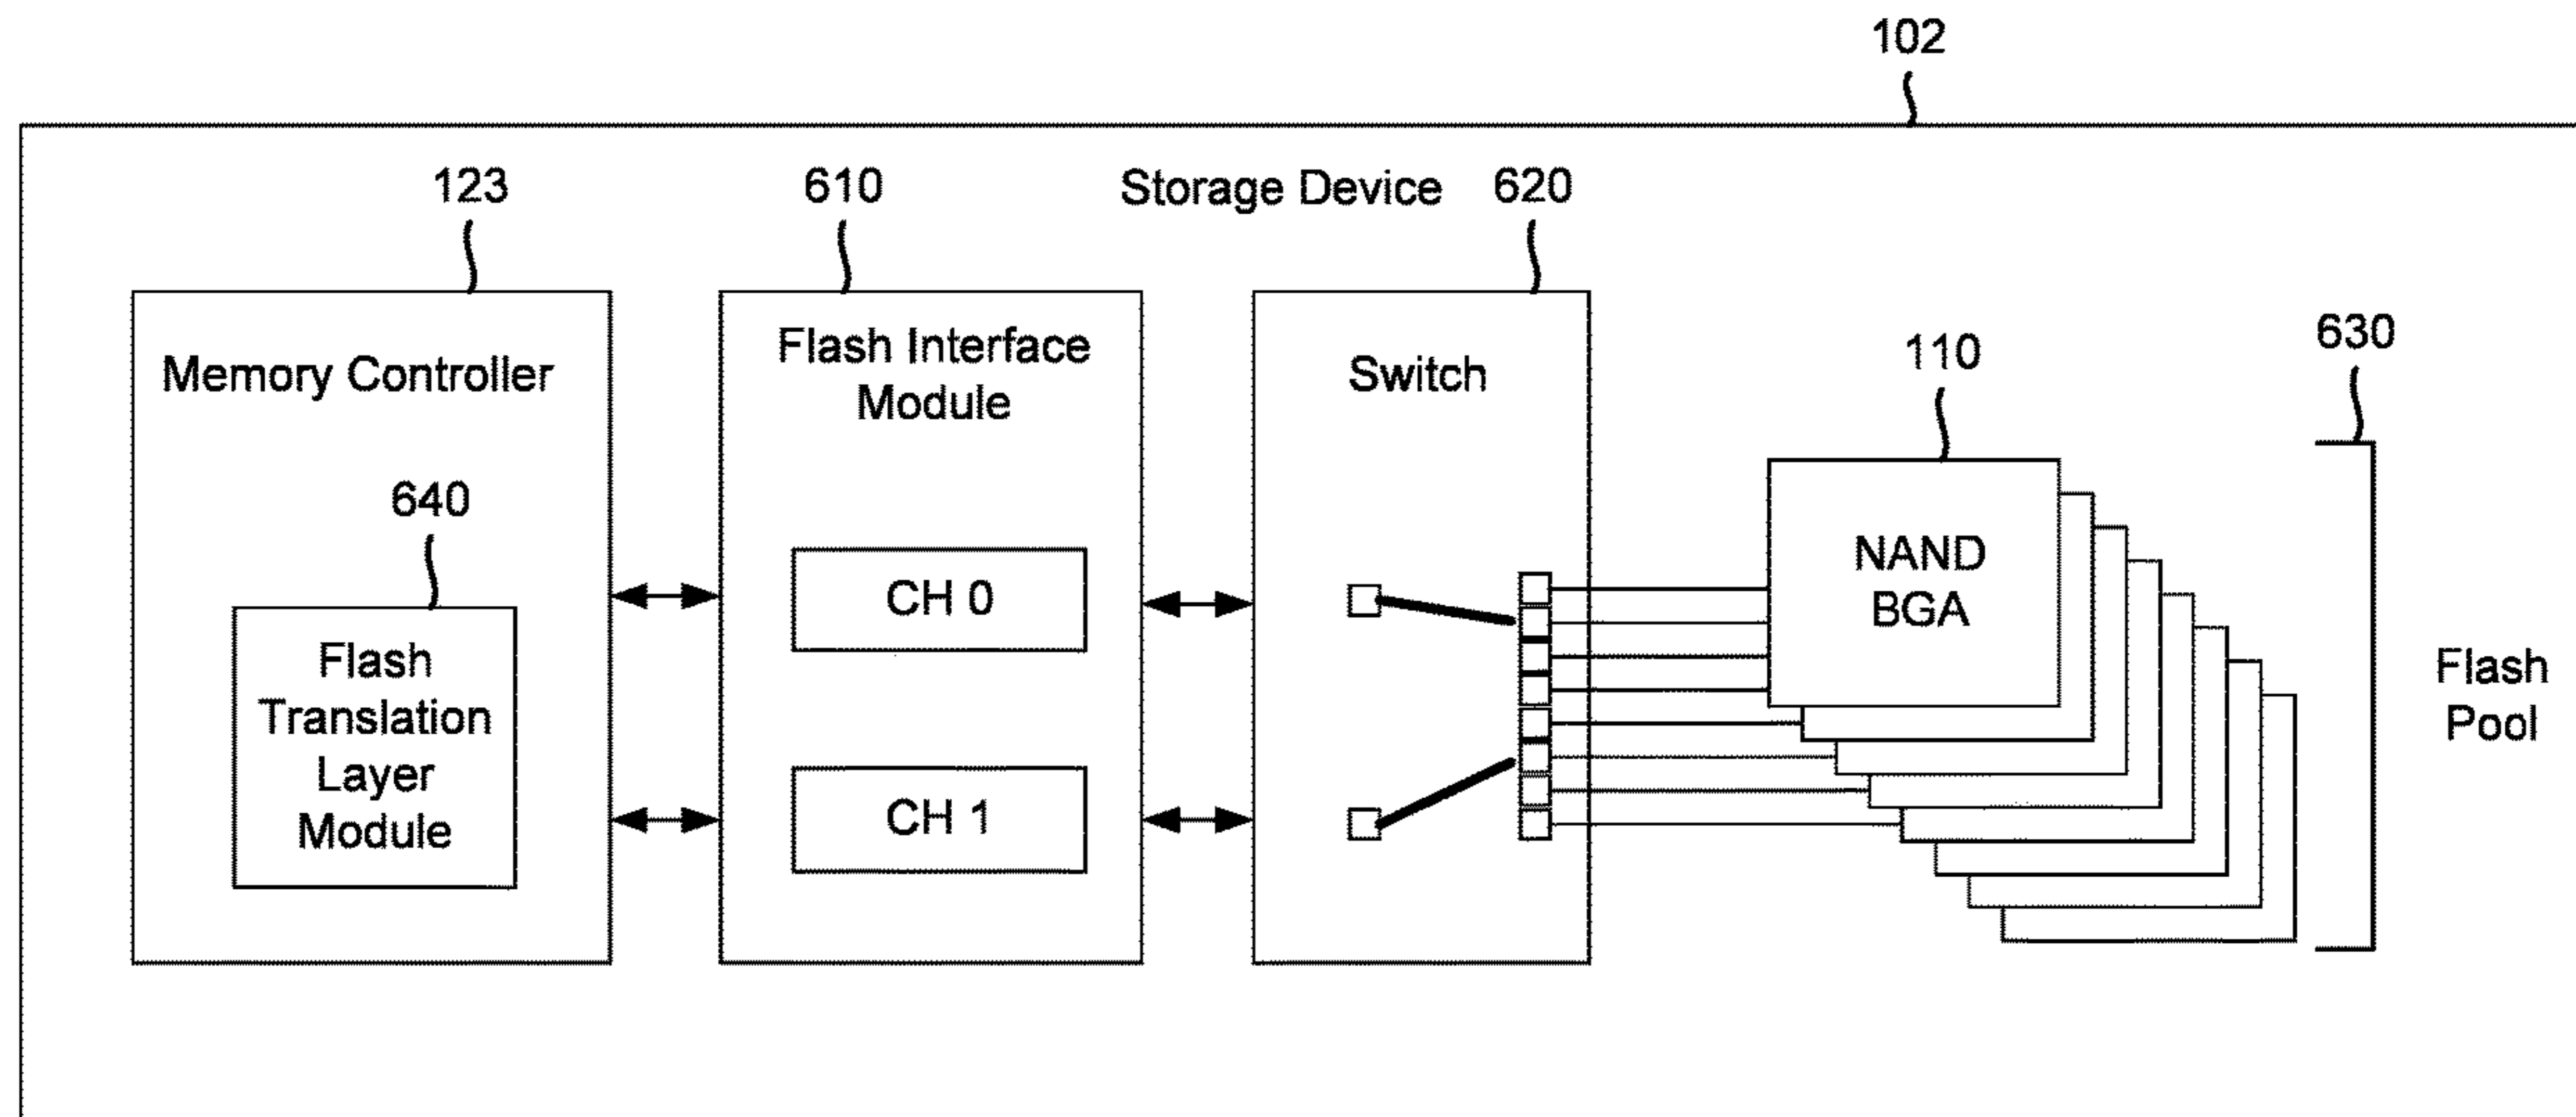 102
123
610
Storage Device
620
Memory Controller
Flash Interface
Module
Switch
110
630
640
NAND
BGA
CH 0
Flash
Translation
Layer
Module
CH 1
Flash
Pool